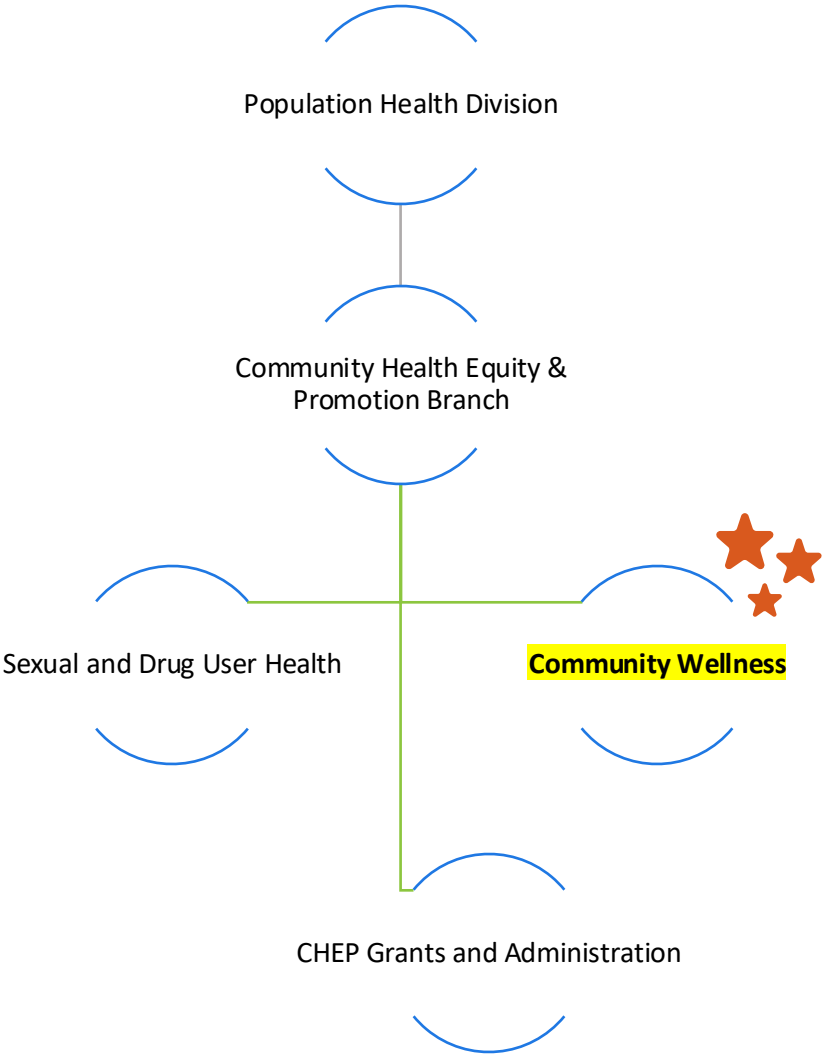 Population Health Division
Community Health Equity &
Promotion Branch
Sexual and Drug User Health
Community Wellness
CHEP Grants and Administration